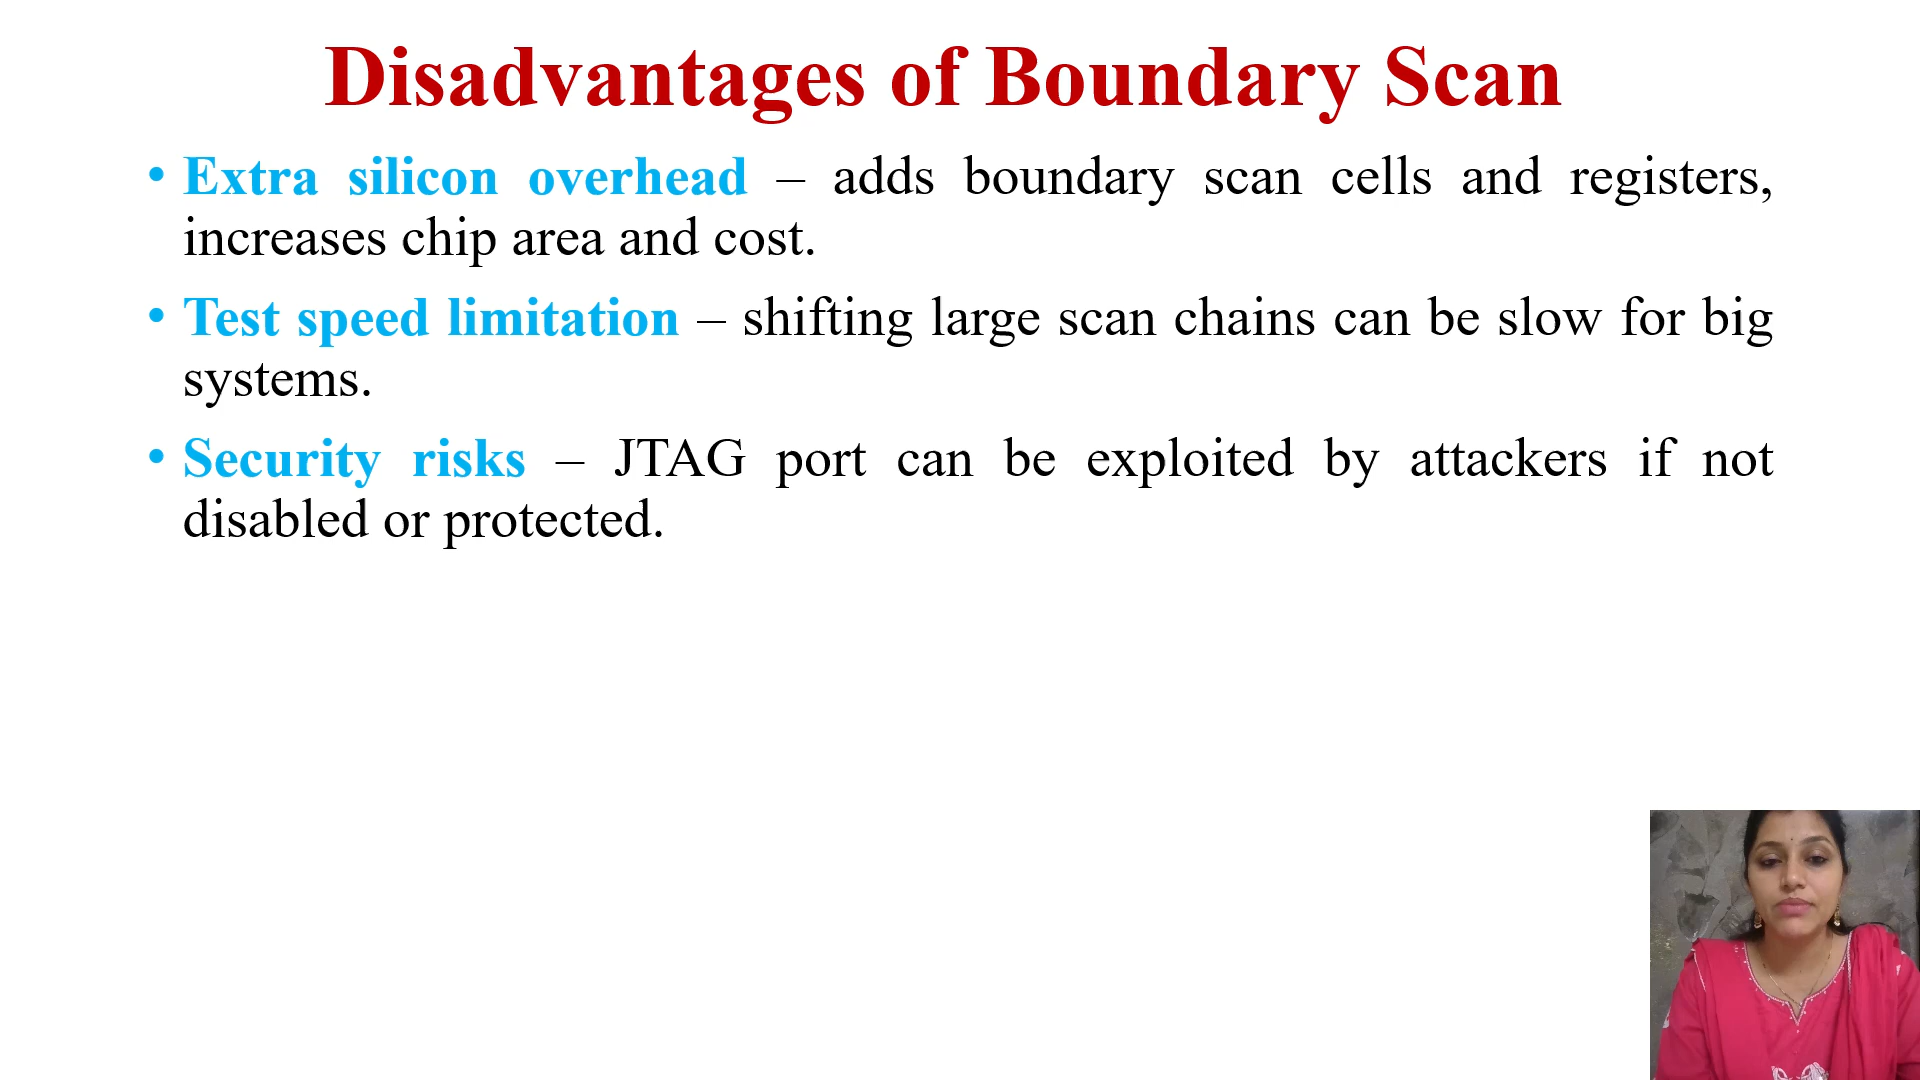 Disadvantages of Boundary Scan
• Extra silicon overhead – adds boundary scan cells and registers,
increases chip area and cost.
• Test speed limitation – shifting large scan chains can be slow for big
systems.
• Security risks – JTAG port can be exploited by attackers if not
disabled or protected.